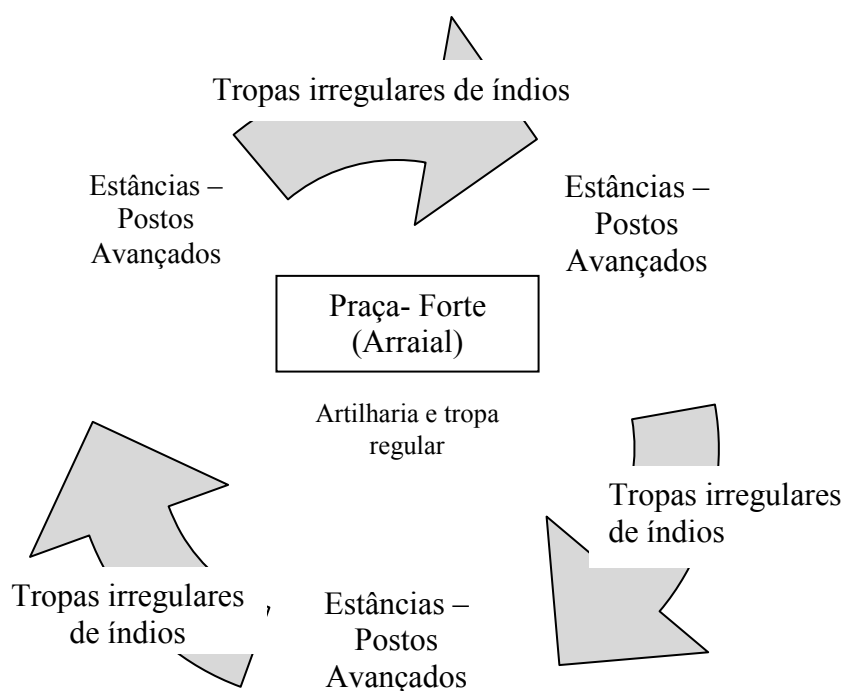 Tropas irregulares de índios
Estâncias –
Postos
Avançados
Estâncias –
Postos
Avançados
Praça- Forte
(Arraial)
Artilharia e tropa
regular
Tropas irregulares
de índios
Tropas irregulares
de índios
Estâncias –
Postos
Avançados